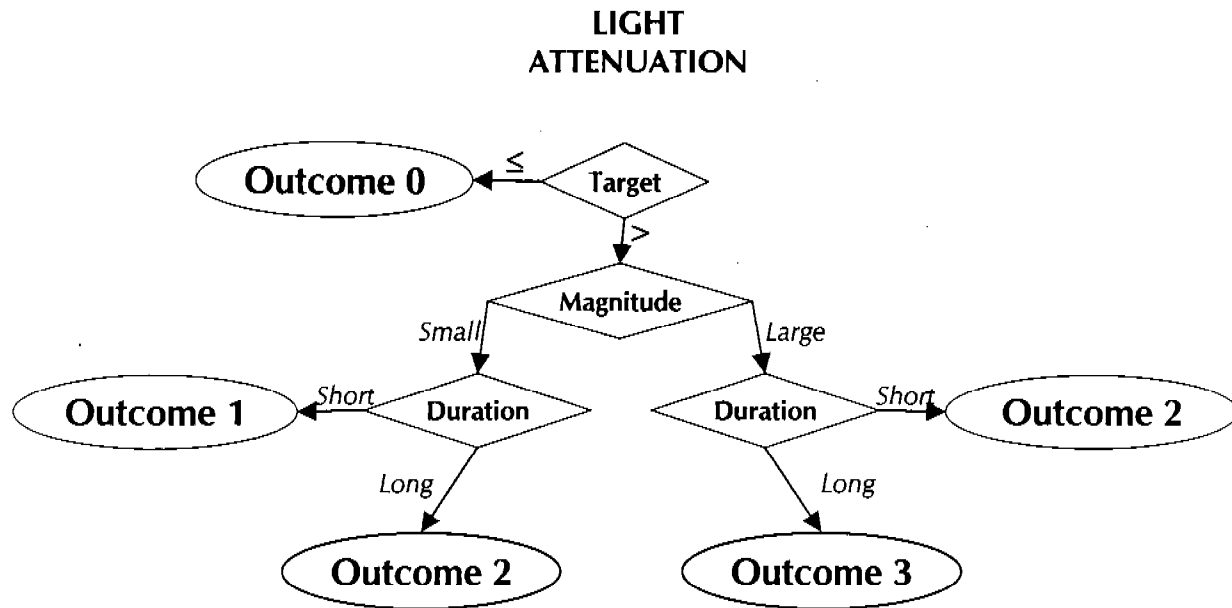 LIGHT
ATTENUATION
≤
Outcome 0
Target
>
Magnitude
Small
Large
Short
Short
Outcome 1
Duration
Duration
Outcome 2
Long
Long
Outcome 2
Outcome 3